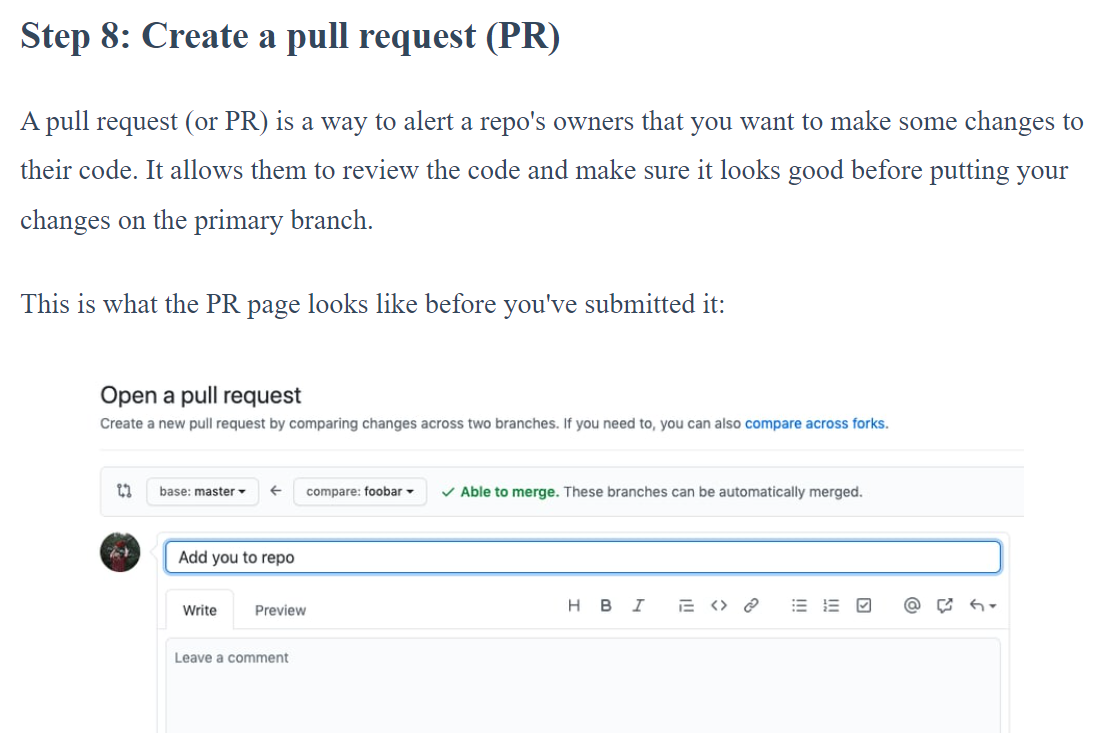 Step 8: Create a pull request (PR)
A pull request (or PR) is a way to alert a repo's owners that you want to make some changes to
their code. It allows them to review the code and make sure it looks good before putting your
changes on the primary branch.
This is what the PR page looks like before you've submitted it:
Open a pull request
Create a new pull request by comparing changes across two branches. If you need to, you can also compare across forks.
base: master compare: foobar Able to merge. These branches can be automatically merged.
Add you to repo
Write Preview H B I
Leave a comment